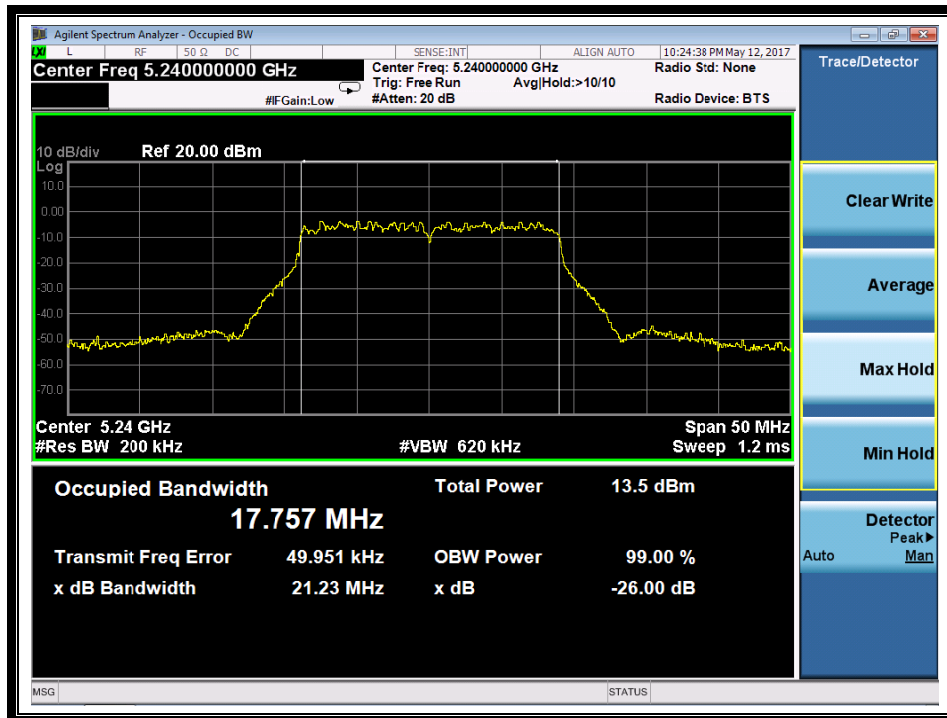 Agilent Spectrum Analyzer - Occupied BW
LXI L RF 50 Ω DC SENSE:INT ALIGN AUTO 10:24:38 PM May 12, 2017
Center Freq 5.240000000 GHz
Center Freq: 5.240000000 GHz
Radio Std: None
Trig: Free Run Avg|Hold:>10/10
#IFGain:Low #Atten: 20 dB Radio Device: BTS
10 dB/div Ref 20.00 dBm
Log
10.0
0.00
-10.0
-20.0
-30.0
-40.0
-50.0
-60.0
-70.0
Center 5.24 GHz Span 50 MHz
#Res BW 200 kHz #VBW 620 kHz Sweep 1.2 ms
Occupied Bandwidth Total Power 13.5 dBm
17.757 MHz
Transmit Freq Error 49.951 kHz OBW Power 99.00 %
x dB Bandwidth 21.23 MHz x dB -26.00 dB
MSG STATUS
Trace/Detector
Clear Write
Average
Max Hold
Min Hold
Detector
Peak▶
Auto Man